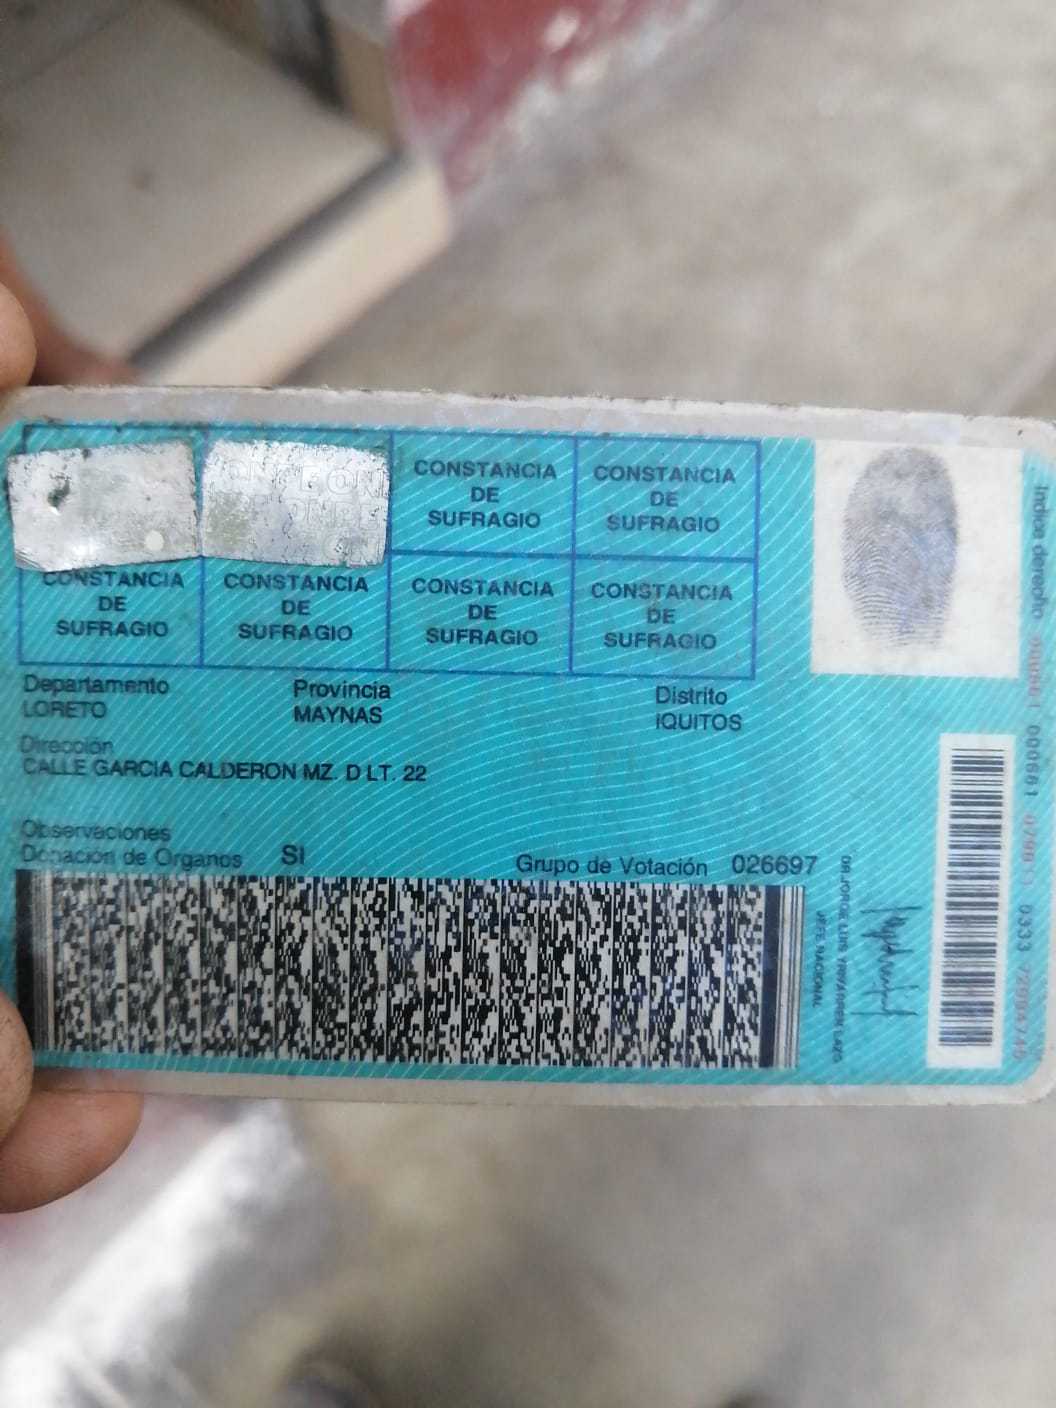 CONSTANCIA
DE
SUFRAGIO
CONSTANCIA
DE
SUFRAGIO
CONSTANCIA
DE
SUFRAGIO
CONSTANCIA
DE
SUFRAGIO
CONSTANCIA
DE
SUFRAGIO
CONSTANCIA
DE
SUFRAGIO
Departamento
LORETO
Provincia
MAYNAS
Distrito
IQUITOS
Dirección
CALLE GARCIA CALDERON MZ. D LT. 22
Observaciones
Donación de Organos SI
Grupo de Votación 026697
Indice derecho
JEFE NACIONAL